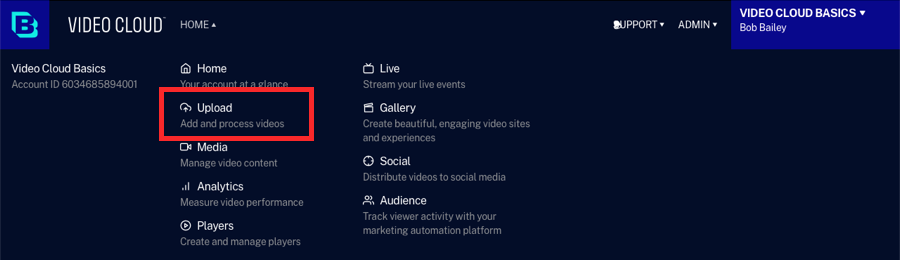 VIDEO CLOUD™
HOME
SUPPORT
ADMIN
VIDEO CLOUD BASICS
Bob Bailey
Video Cloud Basics
Account ID 6034685894001
Home
Your account at a glance
Upload
Add and process videos
Media
Manage video content
Analytics
Measure video performance
Players
Create and manage players
Live
Stream your live events
Gallery
Create beautiful, engaging video sites
and experiences
Social
Distribute videos to social media
Audience
Track viewer activity with your
marketing automation platform